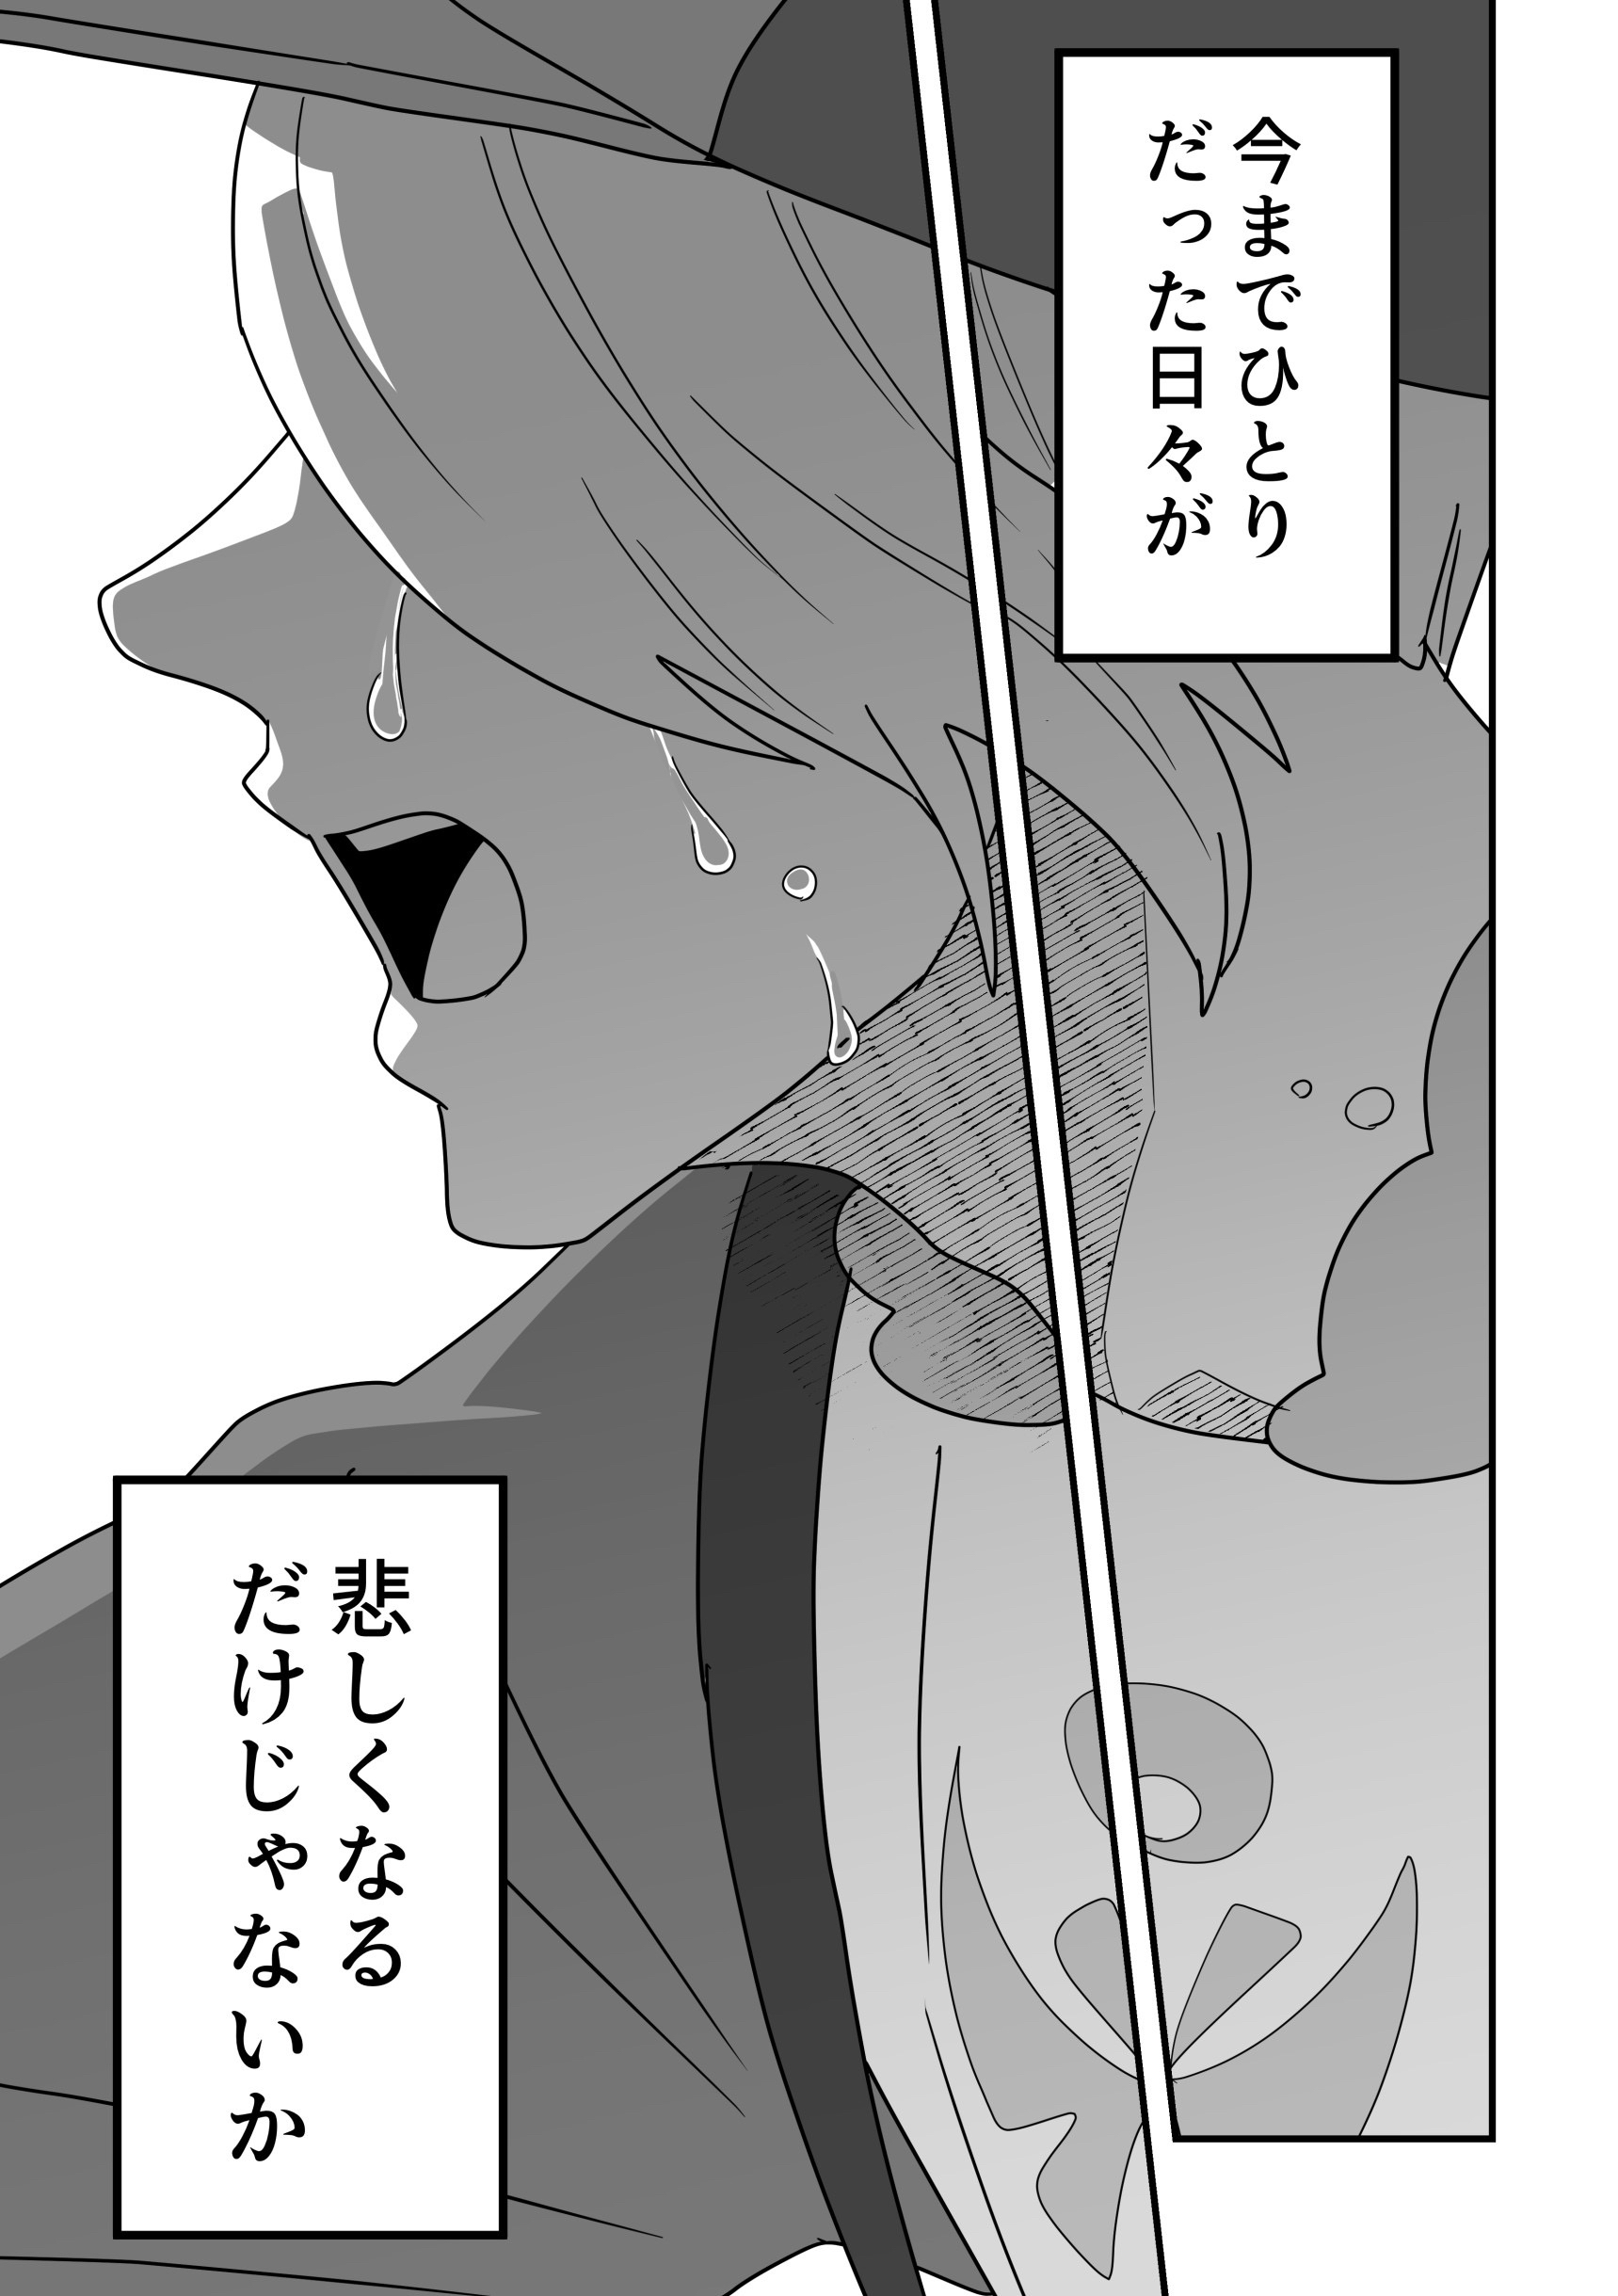 今までひとり
だった日々が
悲しくなる
だけじゃないか